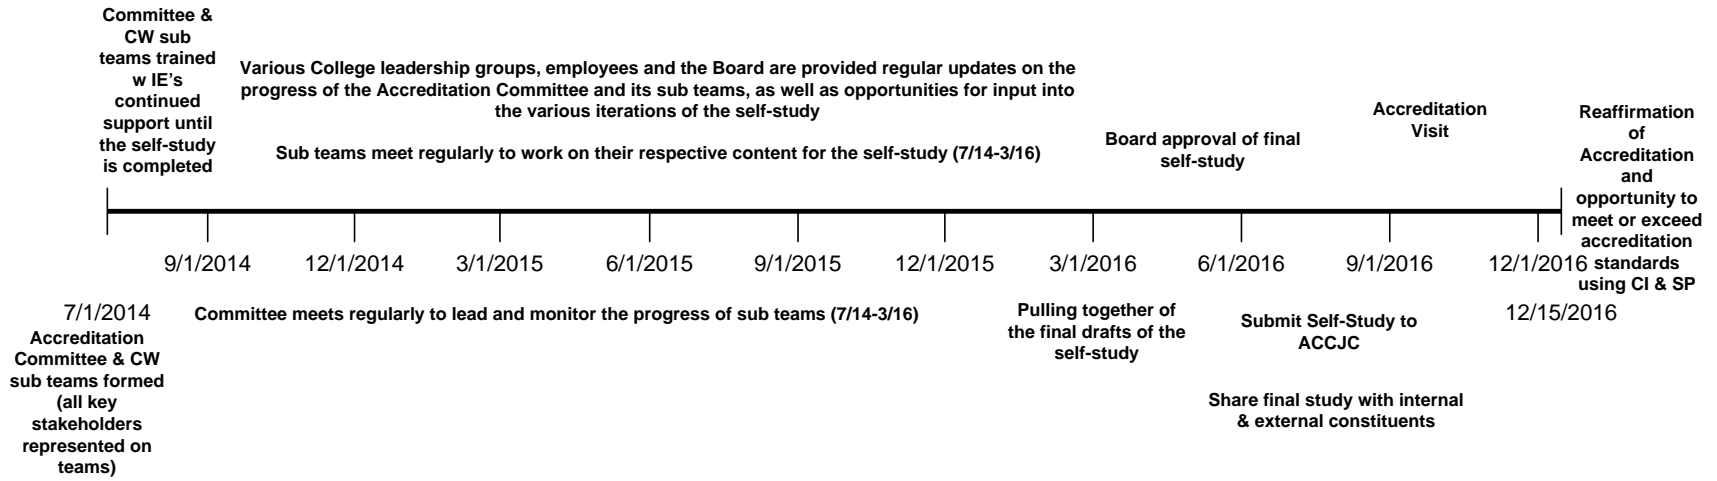 Committee &
CW sub
teams trained
w IE's
continued
support until
the self-study
is completed
Various College leadership groups, employees and the Board are provided regular updates on the
progress of the Accreditation Committee and its sub teams, as well as opportunities for input into
the various iterations of the self-study
Sub teams meet regularly to work on their respective content for the self-study (7/14-3/16)
Board approval of final
self-study
Accreditation
Visit
Reaffirmation
of
Accreditation
and
opportunity to
meet or exceed
accreditation
standards
using CI & SP
9/1/2014 12/1/2014 3/1/2015 6/1/2015 9/1/2015 12/1/2015 3/1/2016 6/1/2016 9/1/2016 12/1/2016
7/1/2014
Accreditation
Committee & CW
sub teams formed
(all key
stakeholders
represented on
teams)
Committee meets regularly to lead and monitor the progress of sub teams (7/14-3/16)
Pulling together of
the final drafts of the
self-study
Submit Self-Study to
ACCJC
Share final study with internal
& external constituents
12/15/2016